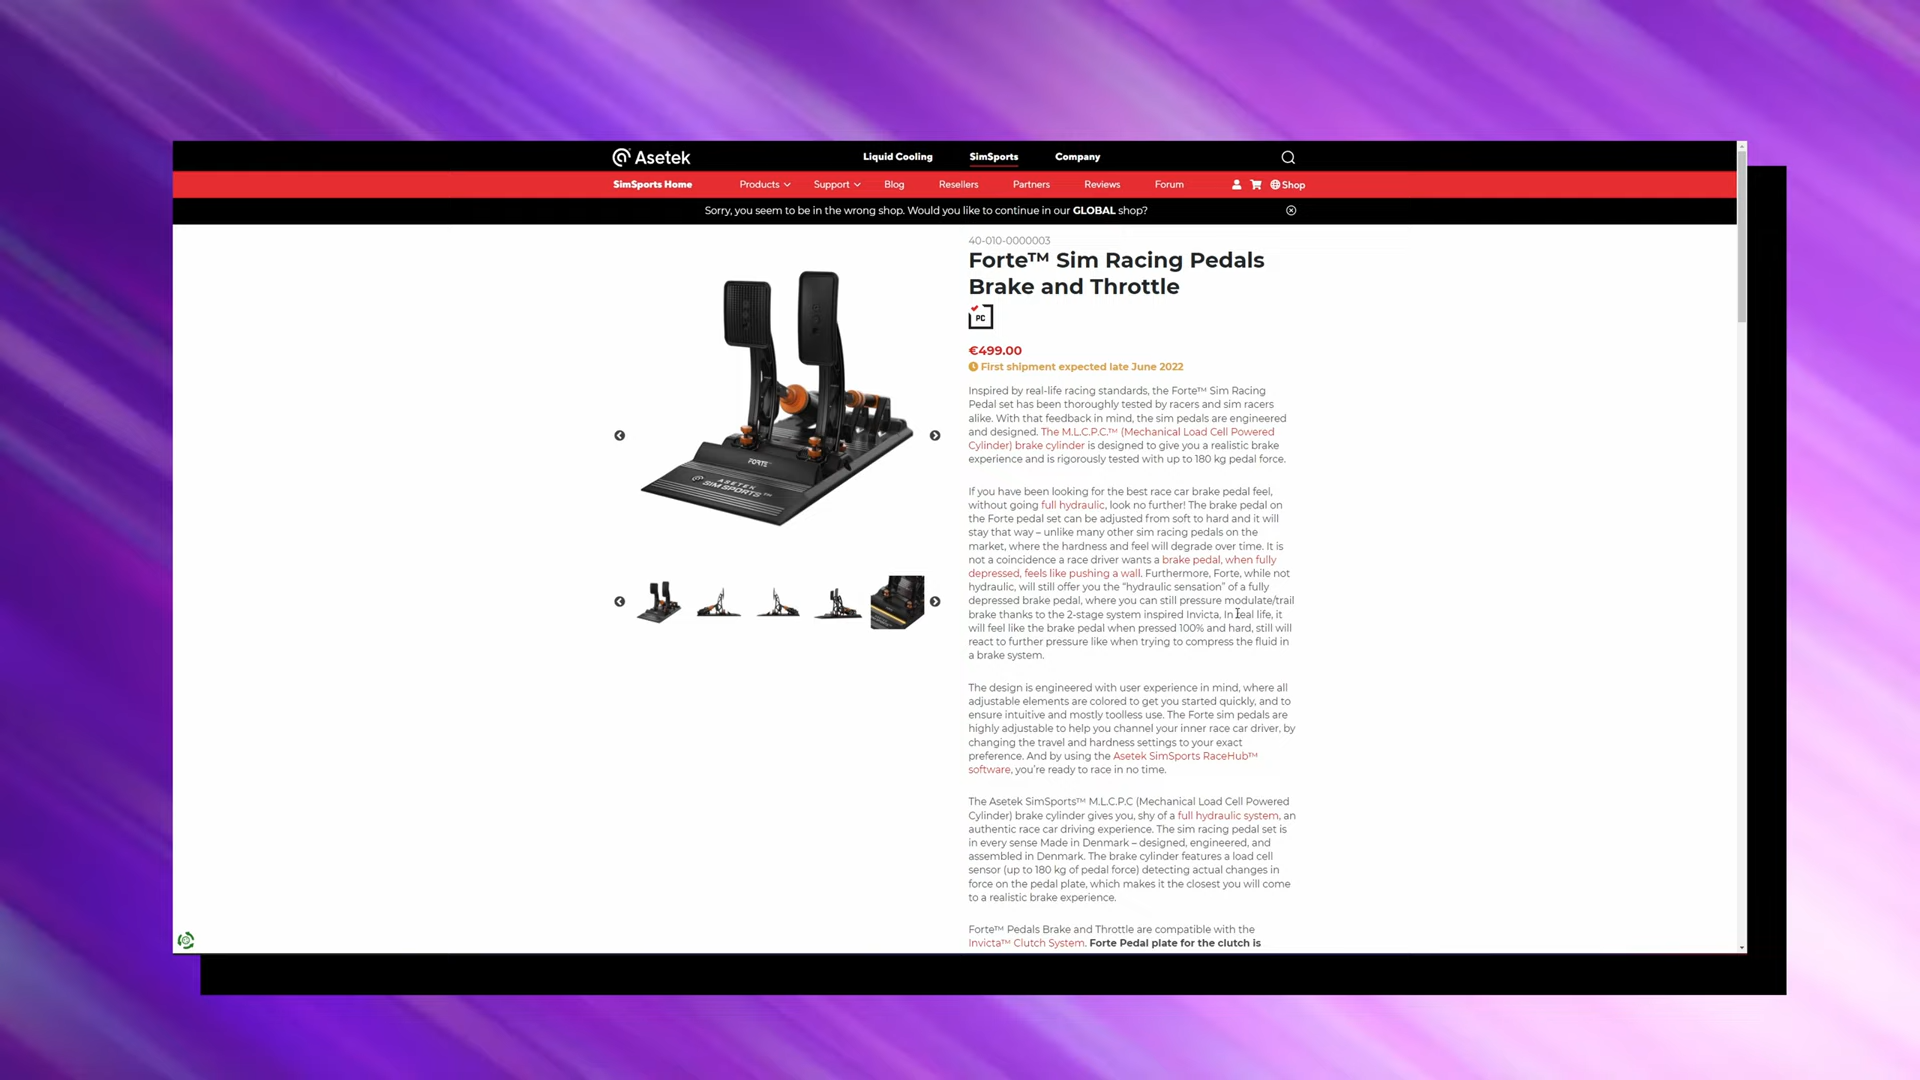 Asetek
Liquid Cooling
SimSports
Company
SimSports Home
Products
Support
Blog
Resellers
Partners
Reviews
Forum
Shop
Sorry, you seem to be in the wrong shop. Would you like to continue in our GLOBAL shop?
40-010-0000003
Forte™ Sim Racing Pedals
Brake and Throttle
PC
€499.00
First shipment expected late June 2022
Inspired by real-life racing standards, the Forte™ Sim Racing
Pedal set has been thoroughly tested by racers and sim racers
alike. With that feedback in mind, the sim pedals are engineered
and designed. The M.L.C.P.C.™ (Mechanical Load Cell Powered
Cylinder) brake cylinder is designed to give you a realistic brake
experience and is rigorously tested with up to 180 kg pedal force.
If you have been looking for the best race car brake pedal feel,
without going full hydraulic, look no further! The brake pedal on
the Forte pedal set can be adjusted from soft to hard and it will
stay that way – unlike many other sim racing pedals on the
market, where the hardness and feel will degrade over time. It is
not a coincidence a race driver wants a brake pedal, when fully
depressed, feels like pushing a wall. Furthermore, Forte, while not
hydraulic, will still offer you the “hydraulic sensation” of a fully
depressed brake pedal, where you can still pressure modulate/trail
brake thanks to the 2-stage system inspired Invicta, In real life, it
will feel like the brake pedal when pressed 100% and hard, still will
react to further pressure like when trying to compress the fluid in
a brake system.
The design is engineered with user experience in mind, where all
adjustable elements are colored to get you started quickly, and to
ensure intuitive and mostly toolless use. The Forte sim pedals are
highly adjustable to help you channel your inner race car driver, by
changing the travel and hardness settings to your exact
preference. And by using the Asetek SimSports RaceHub™
software, you’re ready to race in no time.
The Asetek SimSports™ M.L.C.P.C (Mechanical Load Cell Powered
Cylinder) brake cylinder gives you, shy of a full hydraulic system, an
authentic race car driving experience. The sim racing pedal set is
in every sense Made in Denmark – designed, engineered, and
assembled in Denmark. The brake cylinder features a load cell
sensor (up to 180 kg of pedal force) detecting actual changes in
force on the pedal plate, which makes it the closest you will come
to a realistic brake experience.
Forte™ Pedals Brake and Throttle are compatible with the
Invicta™ Clutch System. Forte Pedal plate for the clutch is
FORTE
ASETEK
SIMSPORTS